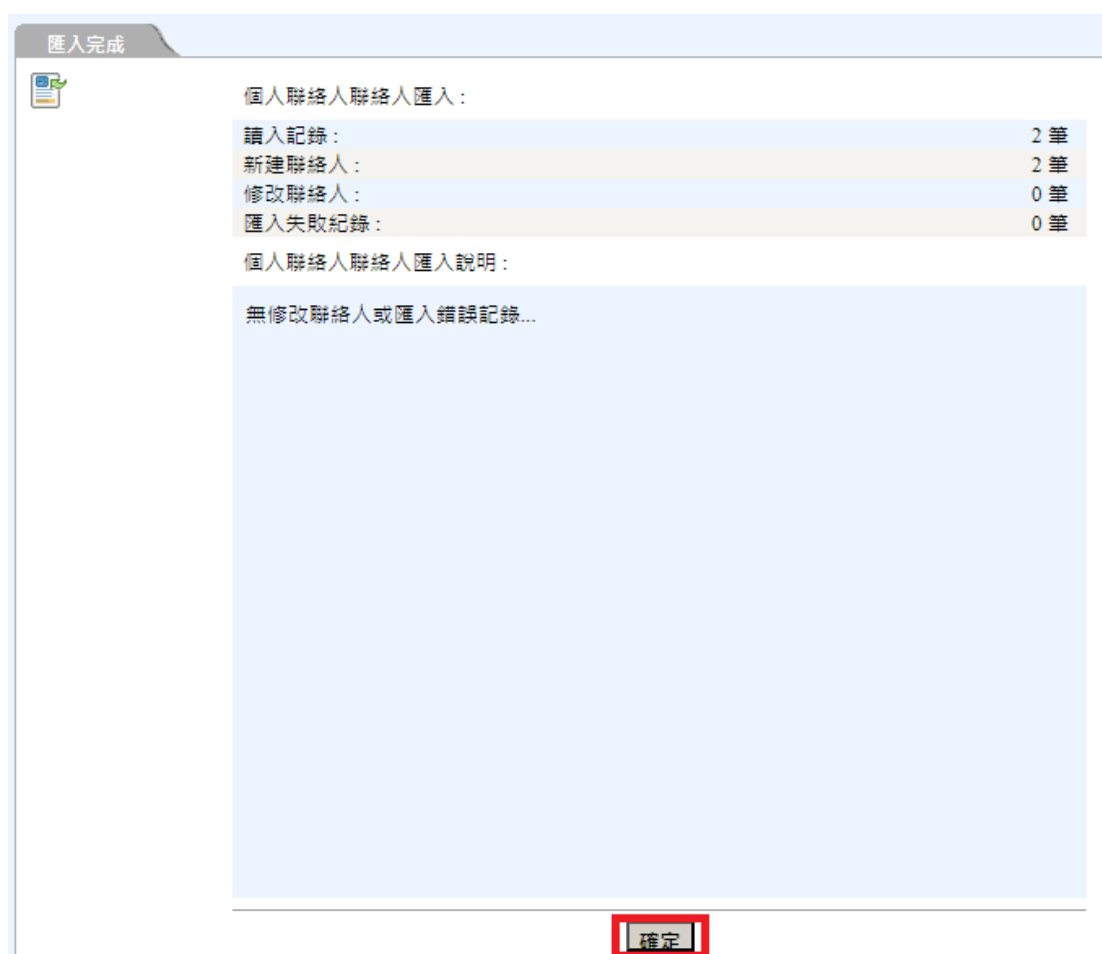 匯入完成
個人聯絡人聯絡人匯入 :
讀入記錄 : 2 筆
新建聯絡人 : 2 筆
修改聯絡人 : 0 筆
匯入失敗紀錄 : 0 筆
個人聯絡人聯絡人匯入說明 :
無修改聯絡人或匯入錯誤記錄...
確定